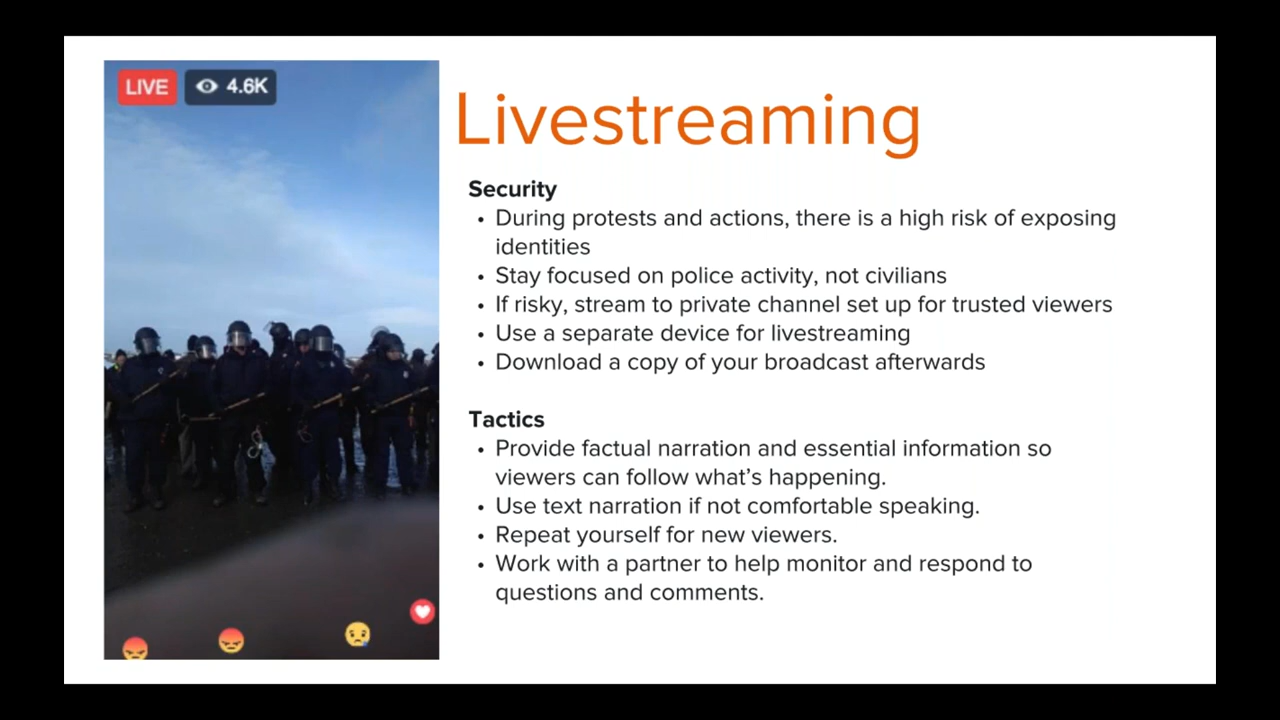 LIVE 4.6K
Livestreaming
Security
• During protests and actions, there is a high risk of exposing
identities
• Stay focused on police activity, not civilians
• If risky, stream to private channel set up for trusted viewers
• Use a separate device for livestreaming
• Download a copy of your broadcast afterwards
Tactics
• Provide factual narration and essential information so
viewers can follow what’s happening.
• Use text narration if not comfortable speaking.
• Repeat yourself for new viewers.
• Work with a partner to help monitor and respond to
questions and comments.